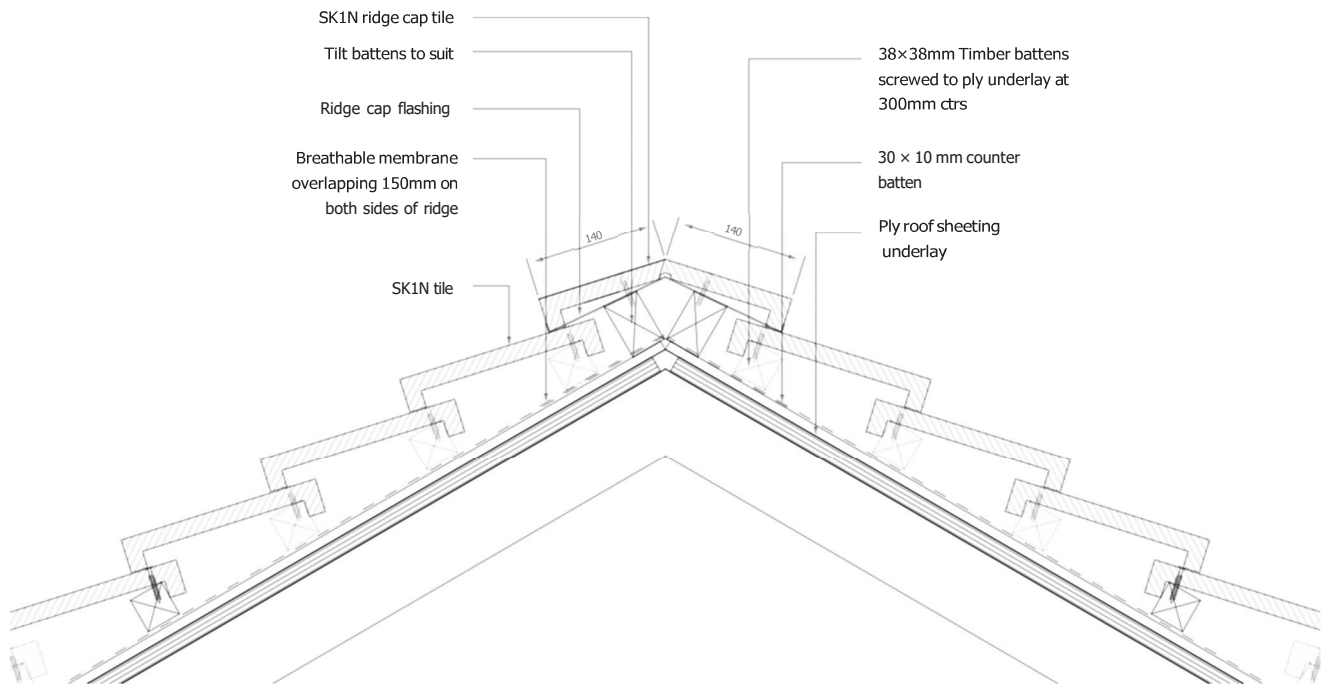 SK1N ridge cap tile
Tilt battens to suit
Ridge cap flashing
Breathable membrane
overlapping 150mm on
both sides of ridge
SK1N tile
38×38mm Timber battens
screwed to ply underlay at
300mm ctrs
30 × 10 mm counter
batten
Ply roof sheeting
underlay
140
140